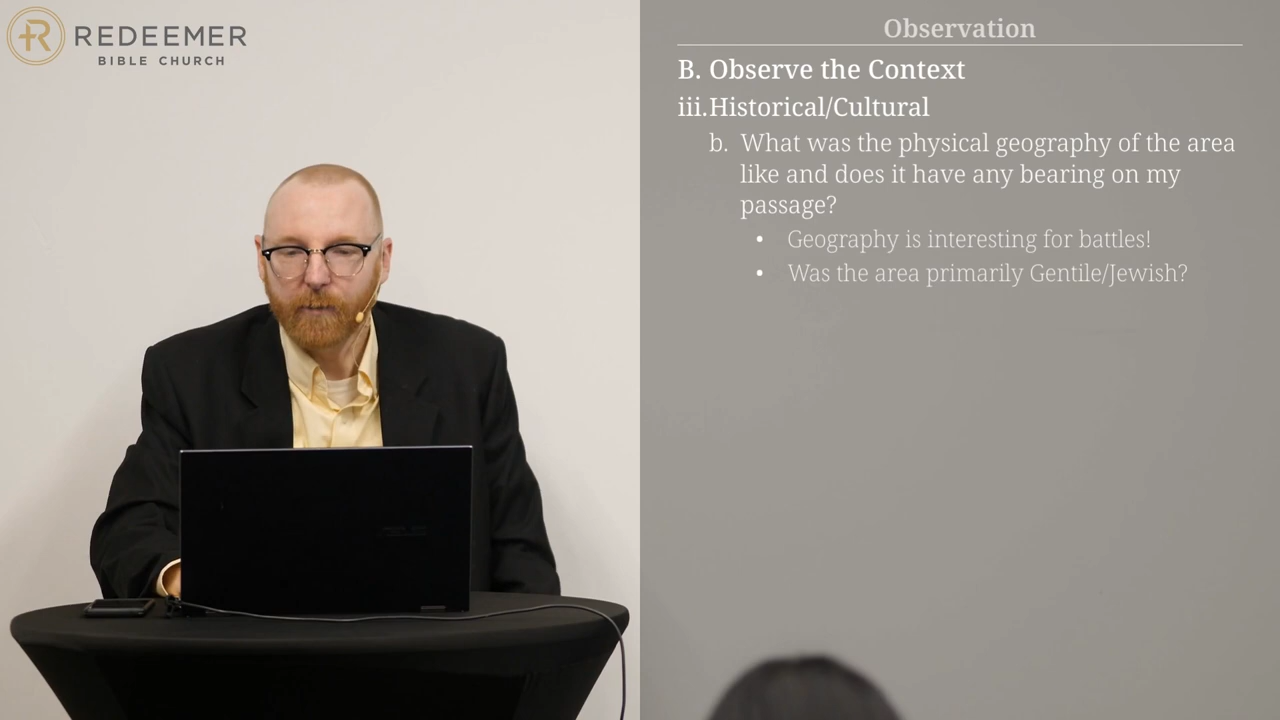 REDEEMER
BIBLE CHURCH
Observation
B. Observe the Context
iii.Historical/Cultural
b. What was the physical geography of the area
like and does it have any bearing on my
passage?
• Geography is interesting for battles!
• Was the area primarily Gentile/Jewish?